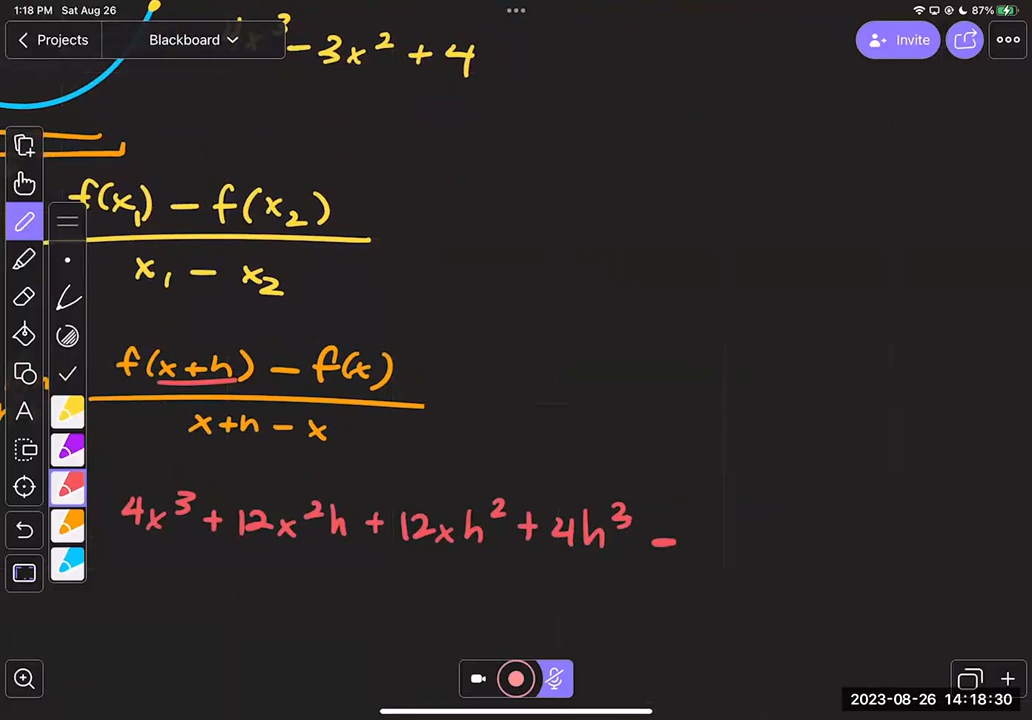 1:18 PM Sat Aug 26
87%
Projects
Blackboard
Invite
4x³ - 3x² + 4
f(x₁) - f(x₂)
x₁ - x₂
f(x+h) - f(x)
x+h - x
4x³ + 12x²h + 12xh² + 4h³ -
A
2023-08-26 14:18:30